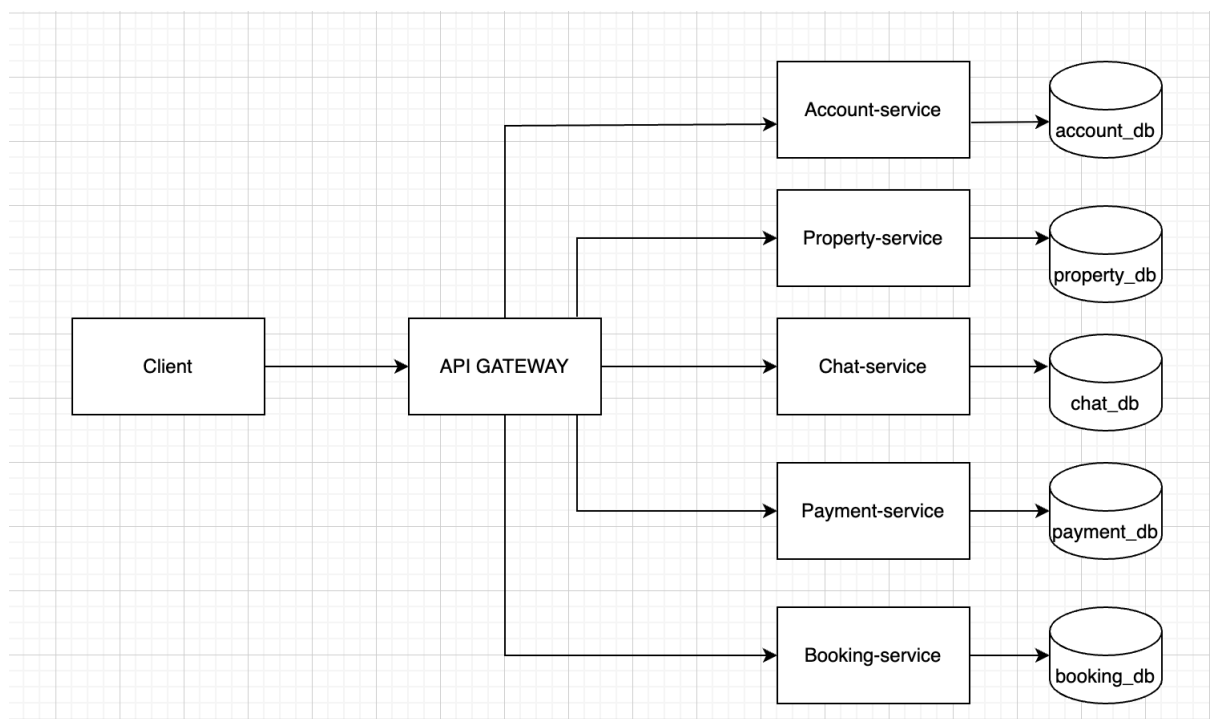 Account-service
account_db
Property-service
property_db
Client
API GATEWAY
Chat-service
chat_db
Payment-service
payment_db
Booking-service
booking_db